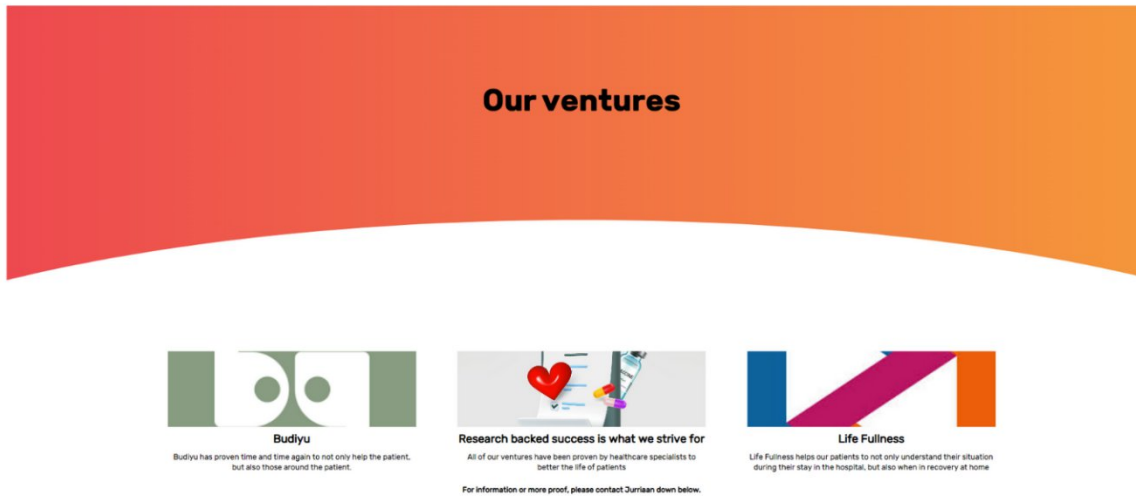 Our ventures
Budiyu
Budiyu has proven time and time again to not only help the patient,
but also those around the patient.
Research backed success is what we strive for
All of our ventures have been proven by healthcare specialists to
better the life of patients
For information or more proof, please contact Jurriaan down below.
Life Fullness
Life Fullness helps our patients to not only understand their situation
during their stay in the hospital, but also when in recovery at home